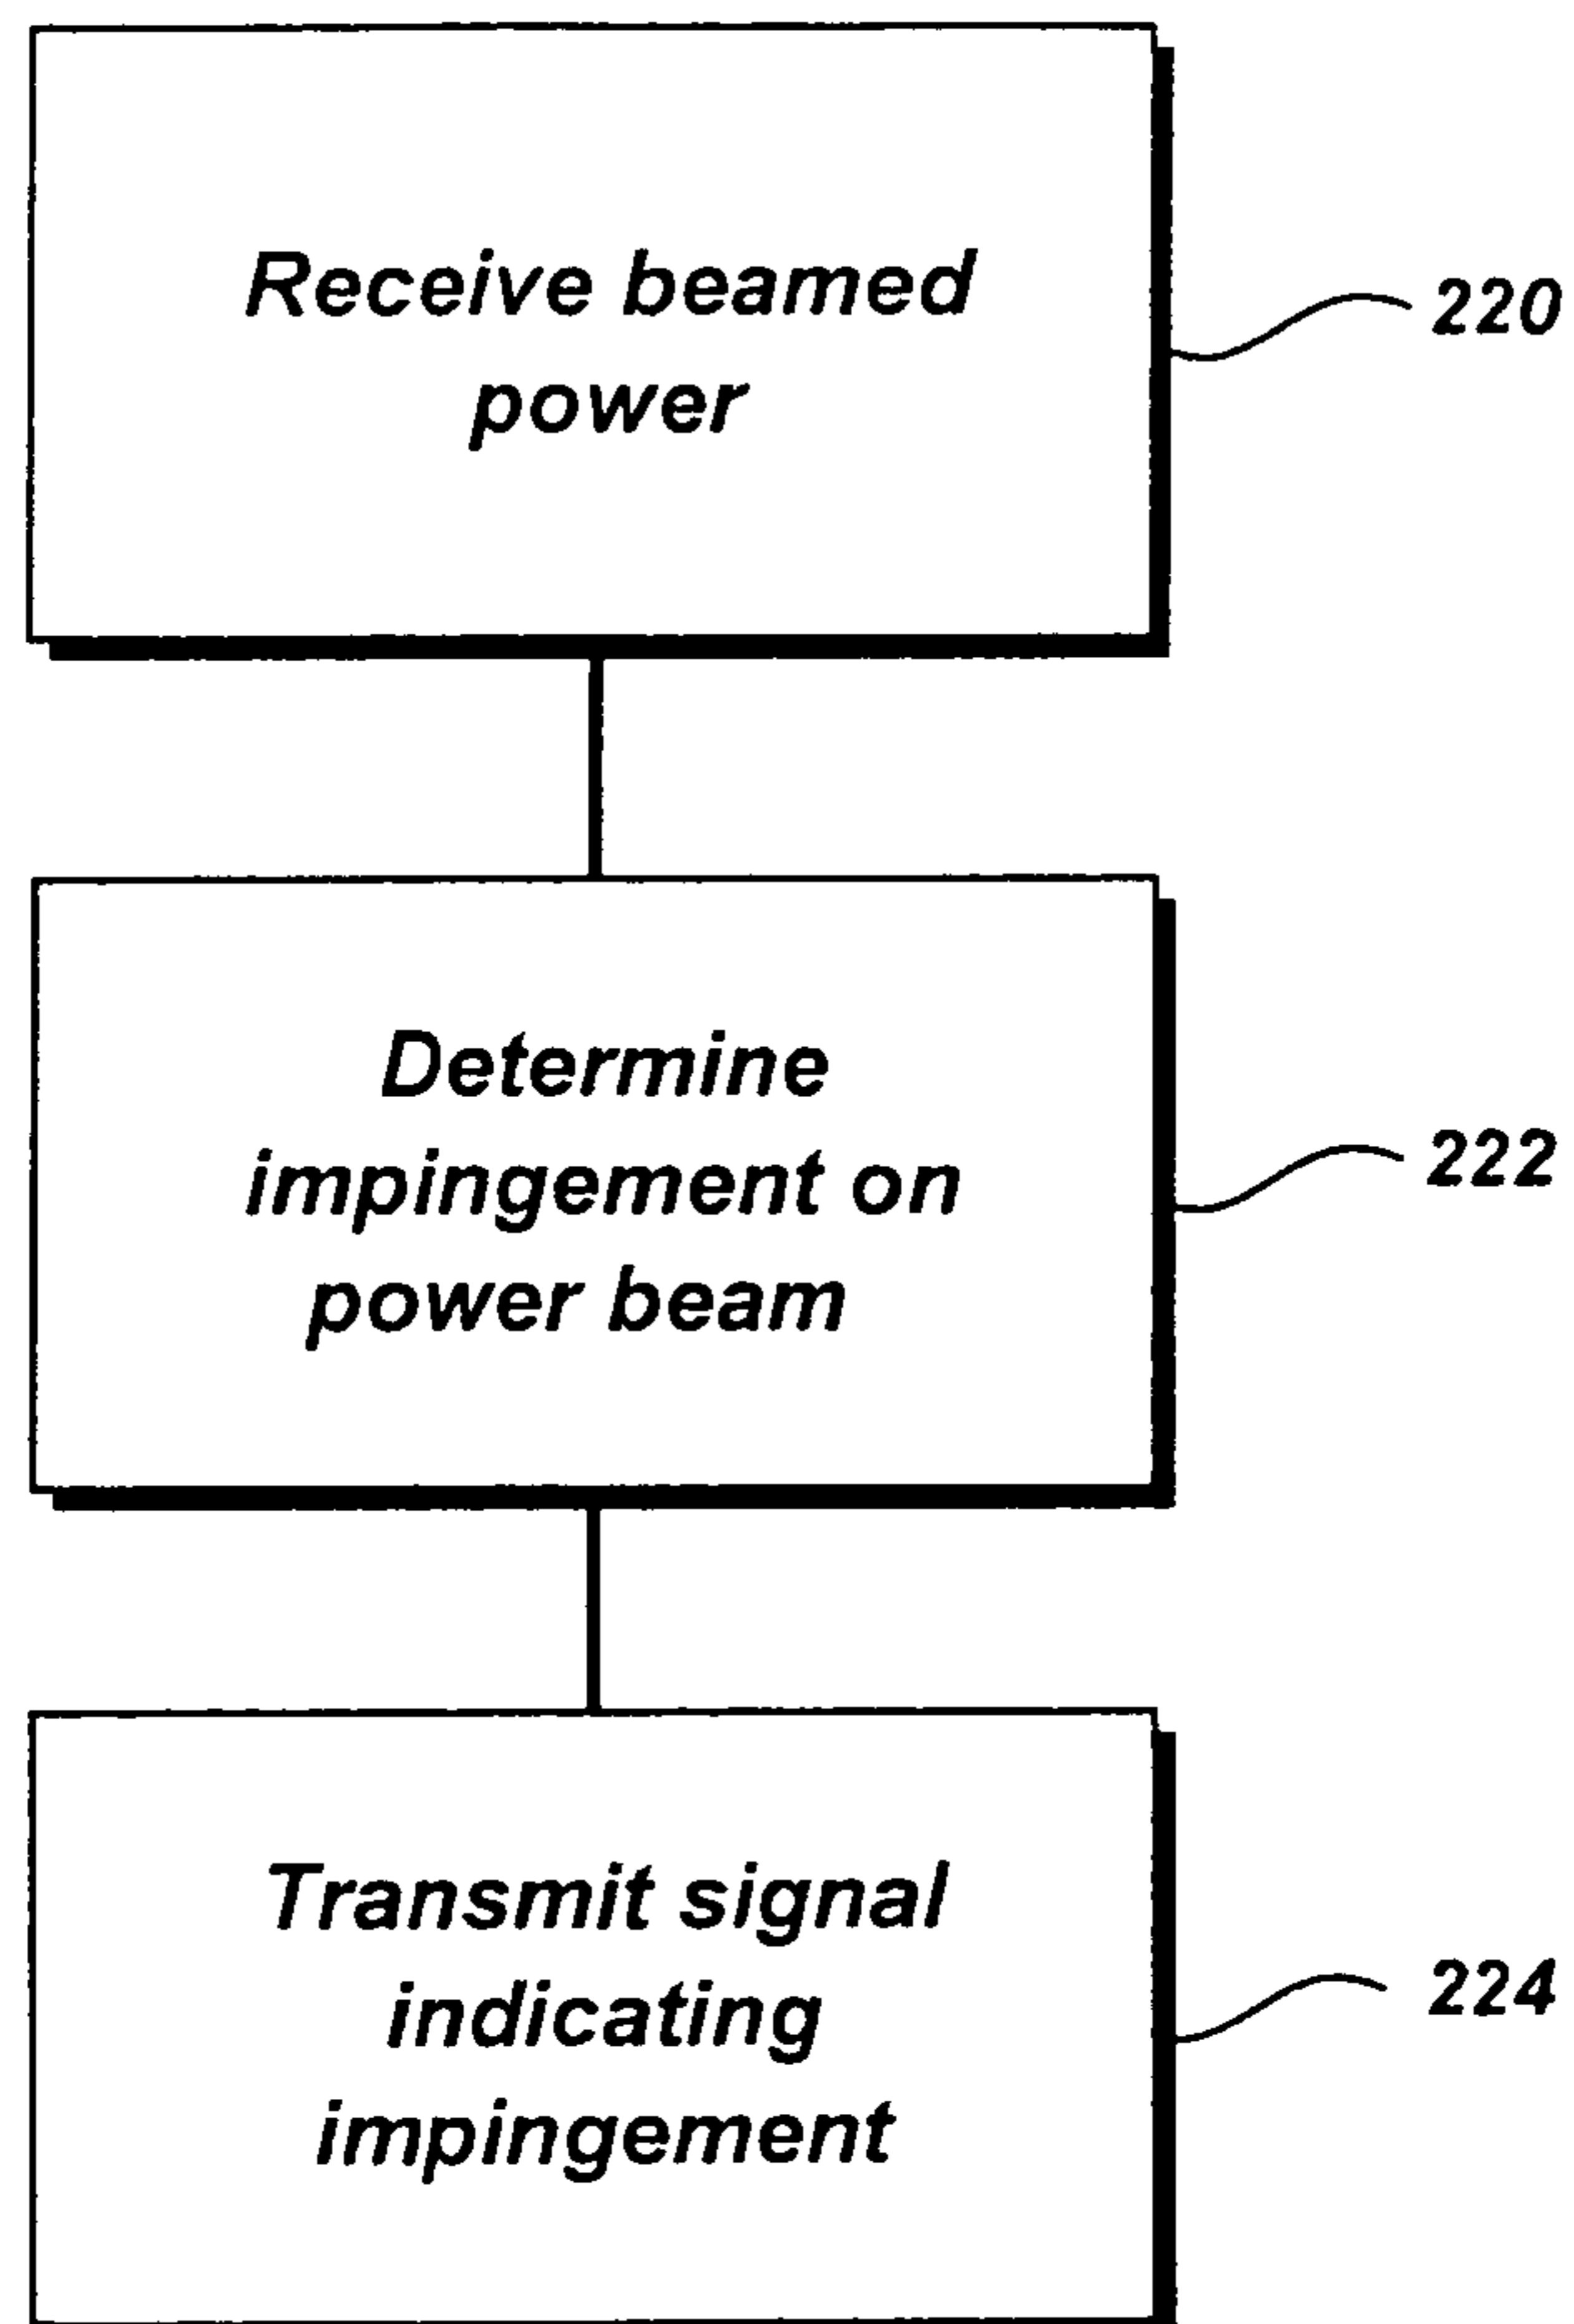 Receive beamed
power
220
Determine
impingement on
power beam
222
Transmit signal
indicating
impingement
224